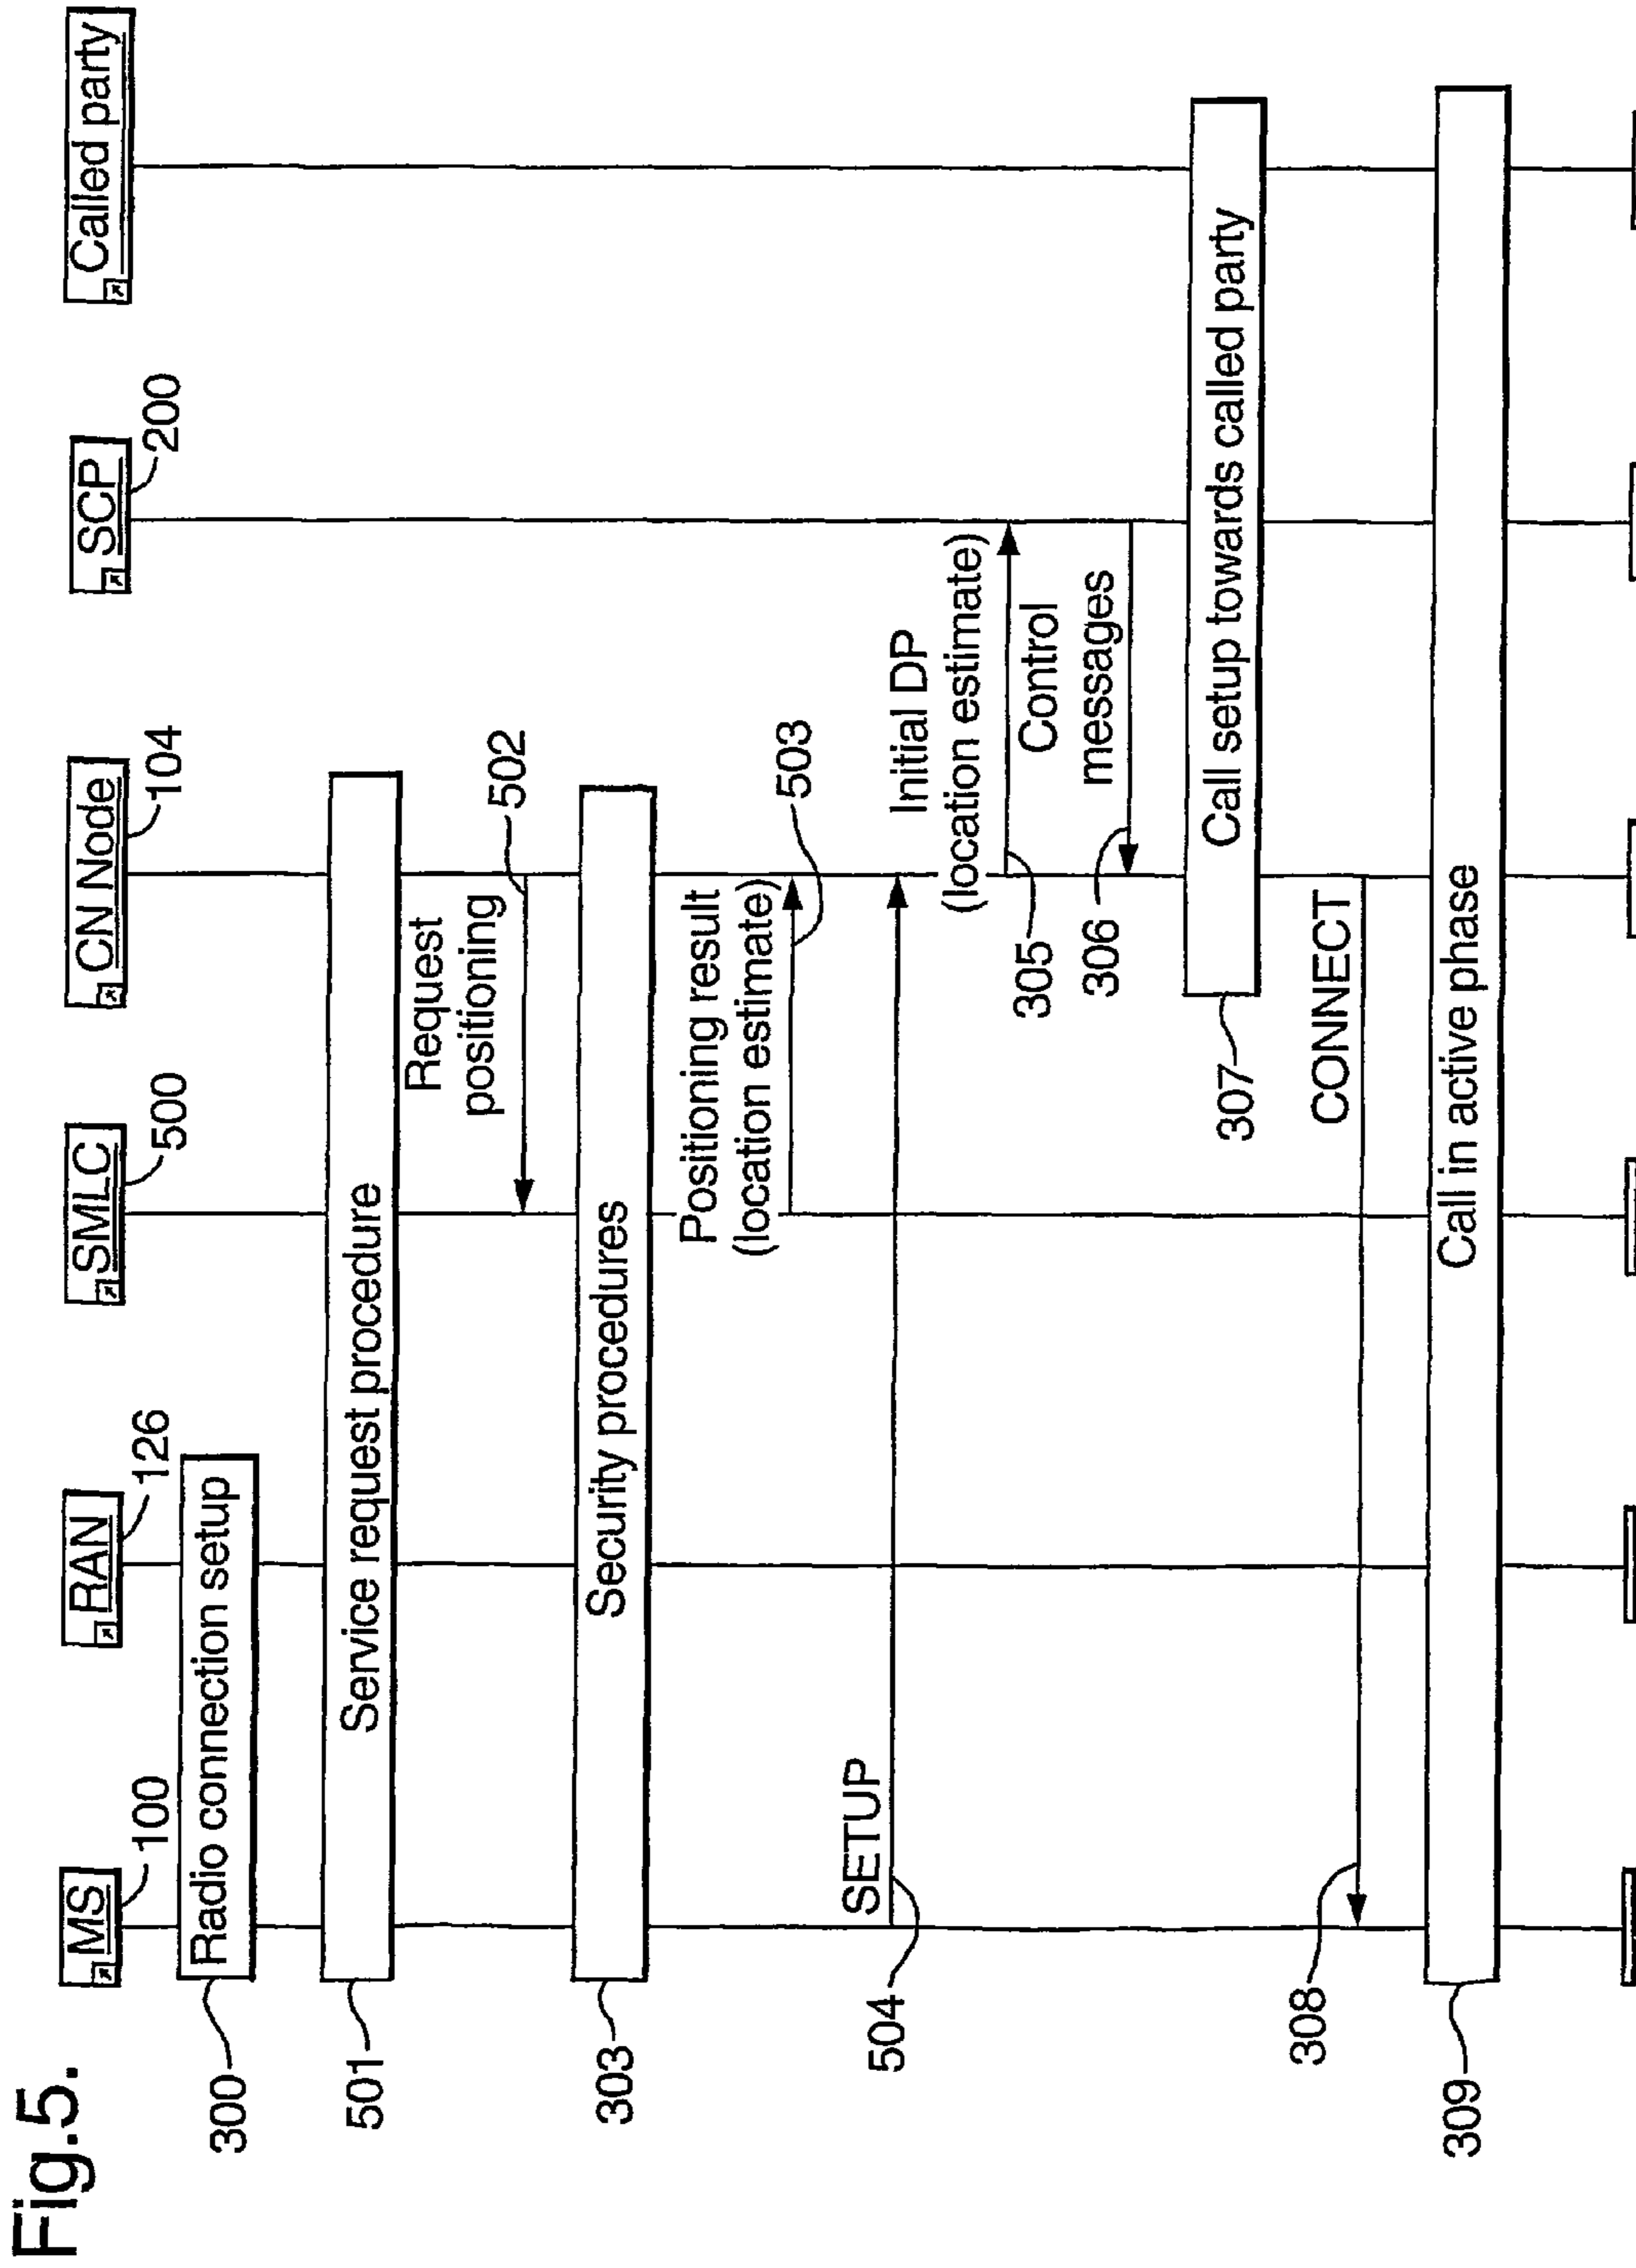 Fig.5.
MS
100
RAN
126
SMLC
500
CN Node
104
SCP
200
Called party
300
Radio connection setup
501
Service request procedure
Request
positioning
502
303
Security procedures
Positioning result
(location estimate)
503
504
SETUP
Initial DP
(location estimate)
305
Control
messages
306
307
Call setup towards called party
308
CONNECT
309
Call in active phase